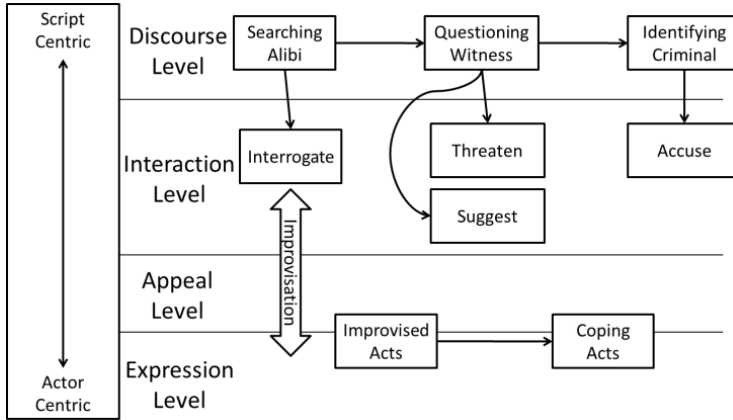 Script
Centric
Discourse
Level
Searching
Alibi
Questioning
Witness
Identifying
Criminal
Interaction
Level
Interrogate
Threaten
Accuse
Suggest
Improvisation
Appeal
Level
Improvised
Acts
Coping
Acts
Expression
Level
Actor
Centric